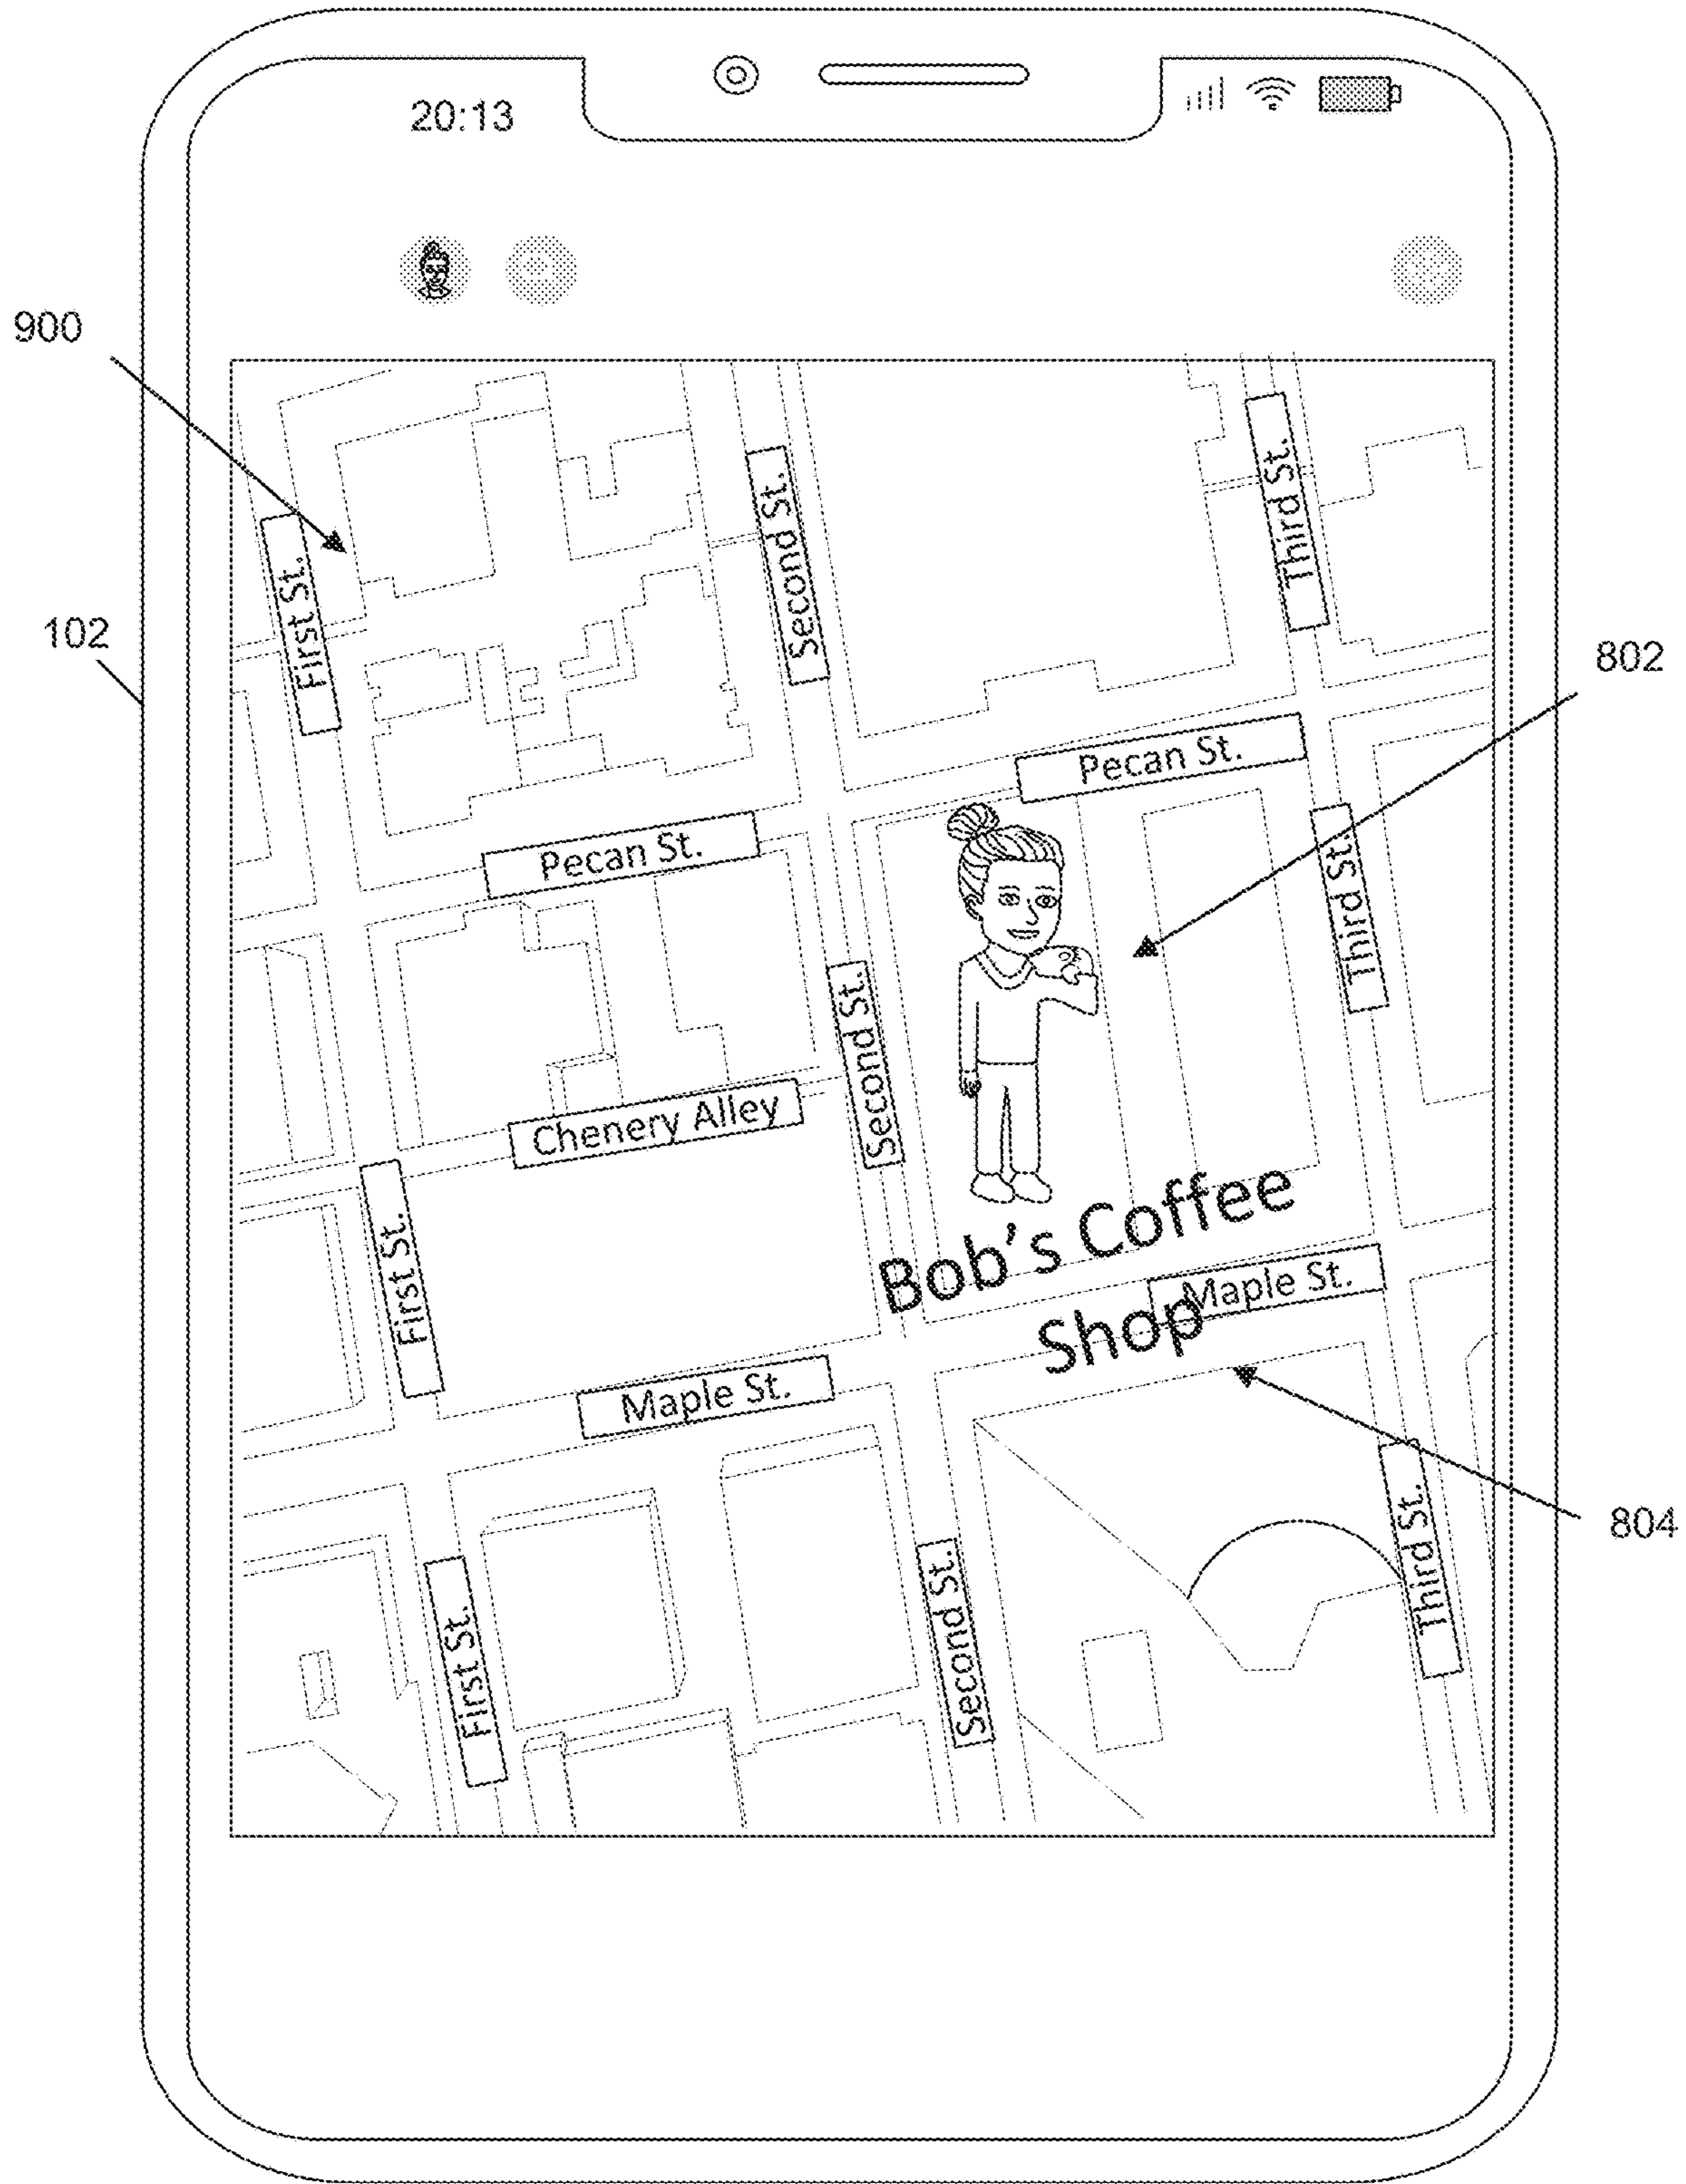 20:13
900
First St.
Second St.
Third St.
102
802
Pecan St.
Pecan St.
Third St.
Second St.
Chenery Alley
First St.
Bob's Coffee
Shop
Maple St.
Maple St.
Third St.
804
Second St.
First St.